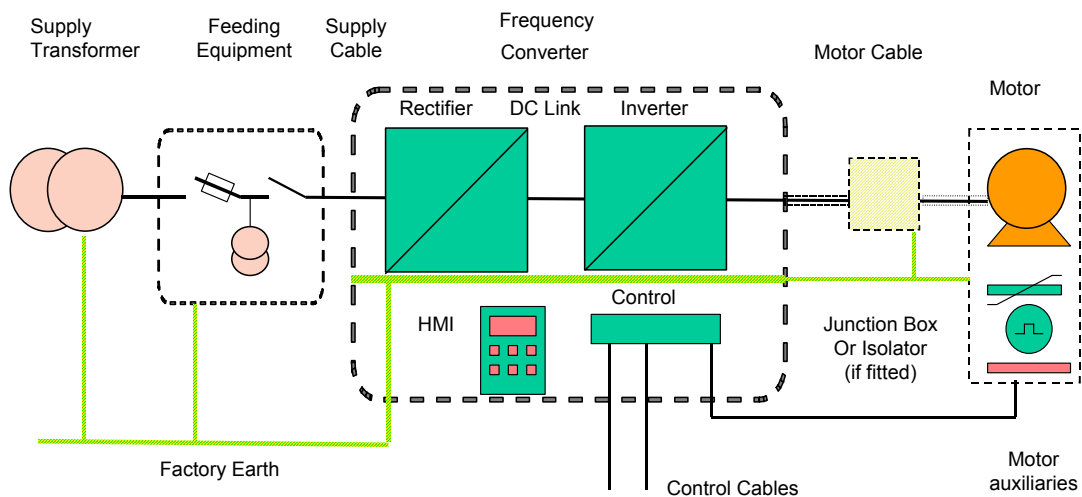 Supply
Transformer
Feeding
Equipment
Supply
Cable
Frequency
Converter
Motor Cable
Motor
Rectifier
DC Link
Inverter
HMI
Control
Junction Box
Or Isolator
(if fitted)
Factory Earth
Control Cables
Motor
auxiliaries